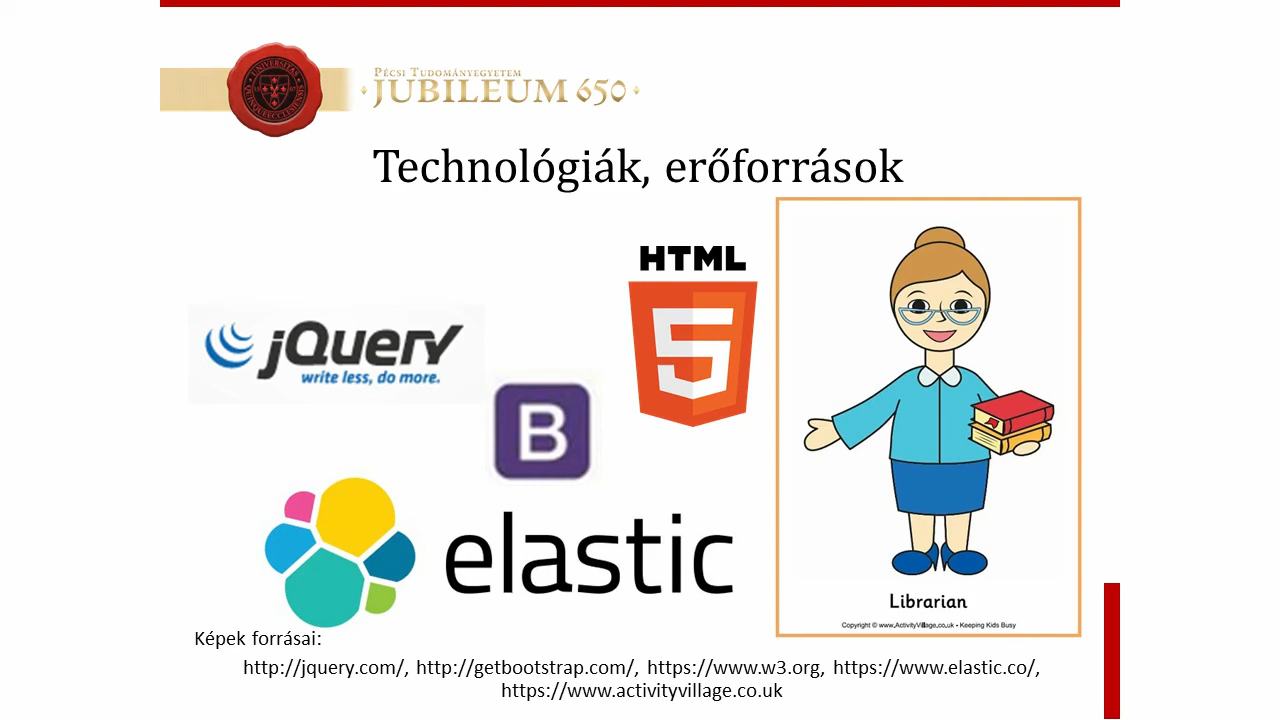 PÉCSI TUDOMÁNYEGYETEM
JUBILEUM 650
Technológiák, erőforrások
HTML
5
jQuery
write less, do more.
B
elastic
Librarian
Copyright © www.ActivityVillage.co.uk - Keeping Kids Busy
Képek forrásai:
http://jquery.com/, http://getbootstrap.com/, https://www.w3.org, https://www.elastic.co/,
https://www.activityvillage.co.uk